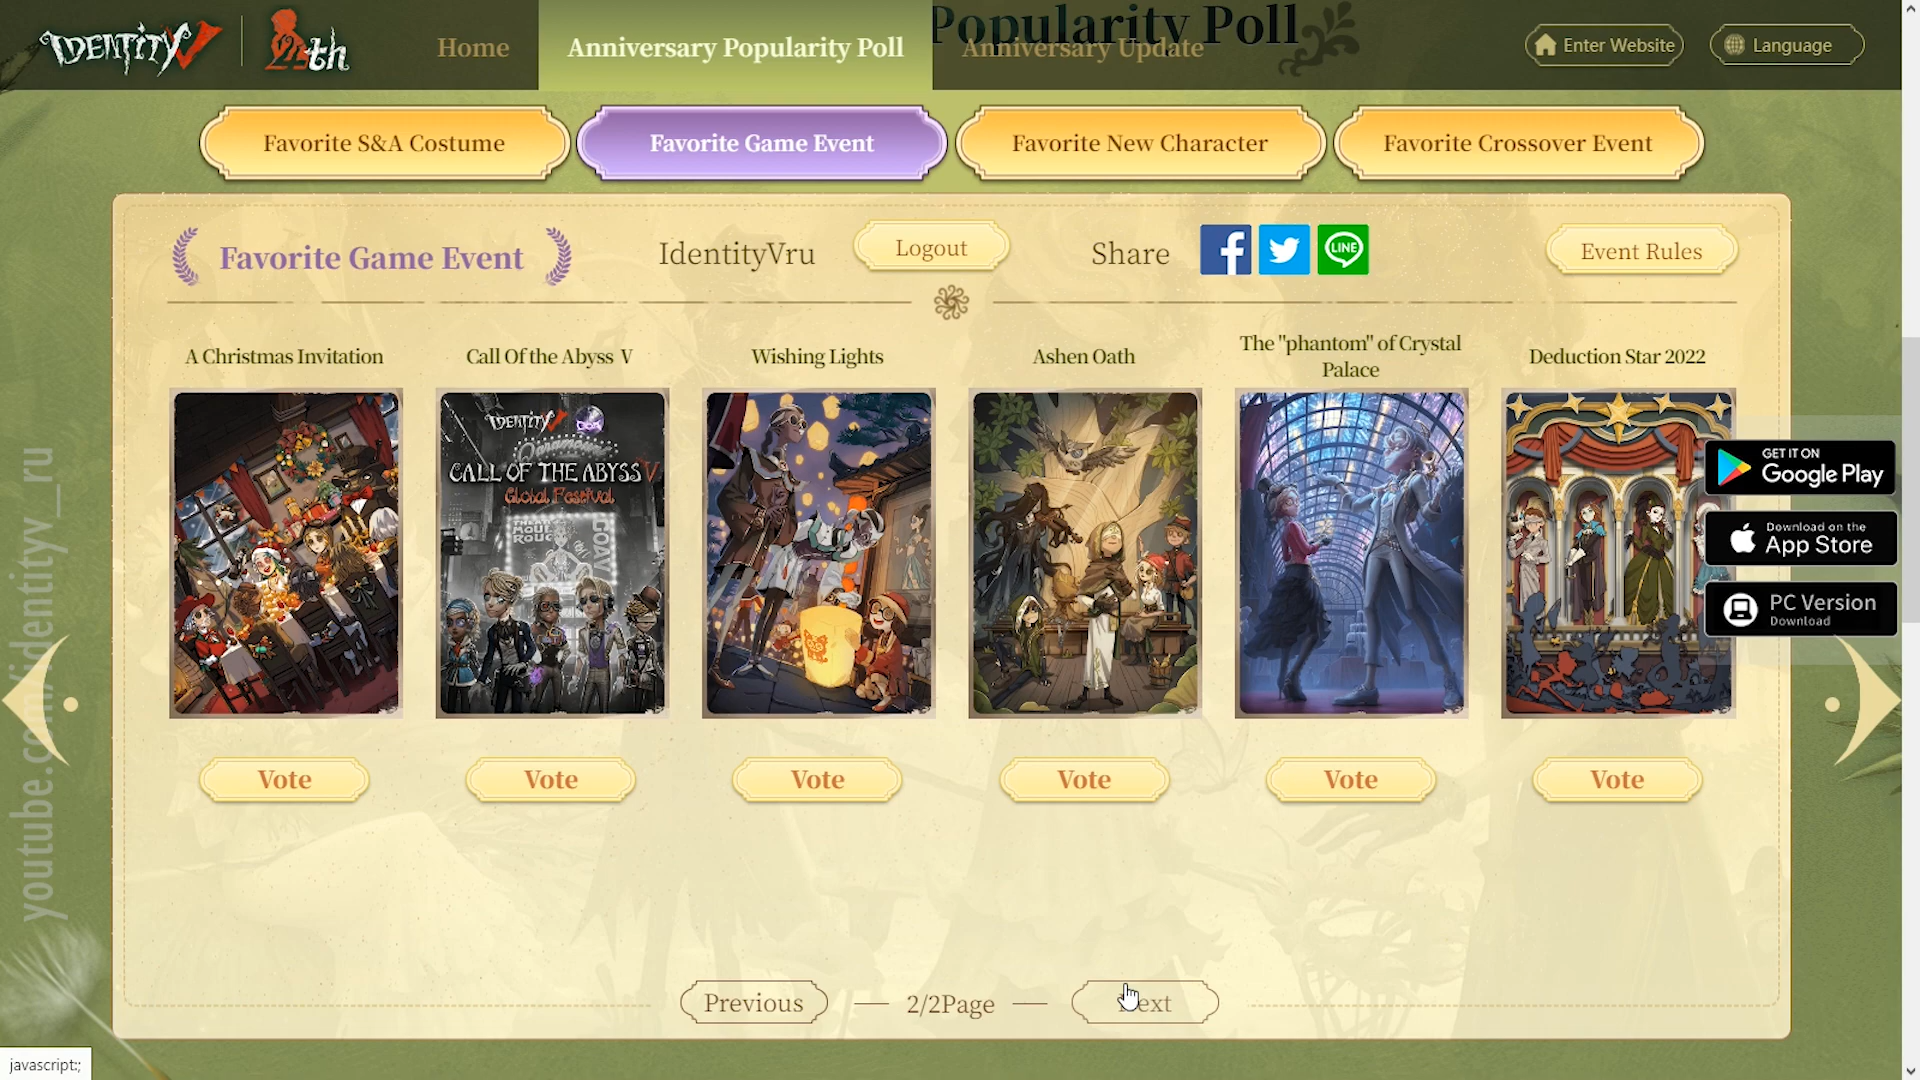 Popularity Poll
IDENTITY V
th
Home
Anniversary Popularity Poll
Anniversary Update
Enter Website
Language
Favorite S&A Costume
Favorite Game Event
Favorite New Character
Favorite Crossover Event
Favorite Game Event
IdentityVru
Logout
Share
LINE
Event Rules
A Christmas Invitation
Call Of the Abyss V
Wishing Lights
Ashen Oath
The "phantom" of Crystal
Palace
Deduction Star 2022
IDENTITY V
COA
CALL OF THE ABYSS V
Global Festival
GET IT ON
Google Play
Download on the
App Store
PC Version
Download
Vote
Vote
Vote
Vote
Vote
Vote
Previous
2/2Page
youtube.com/identityv_ru
javascript:;